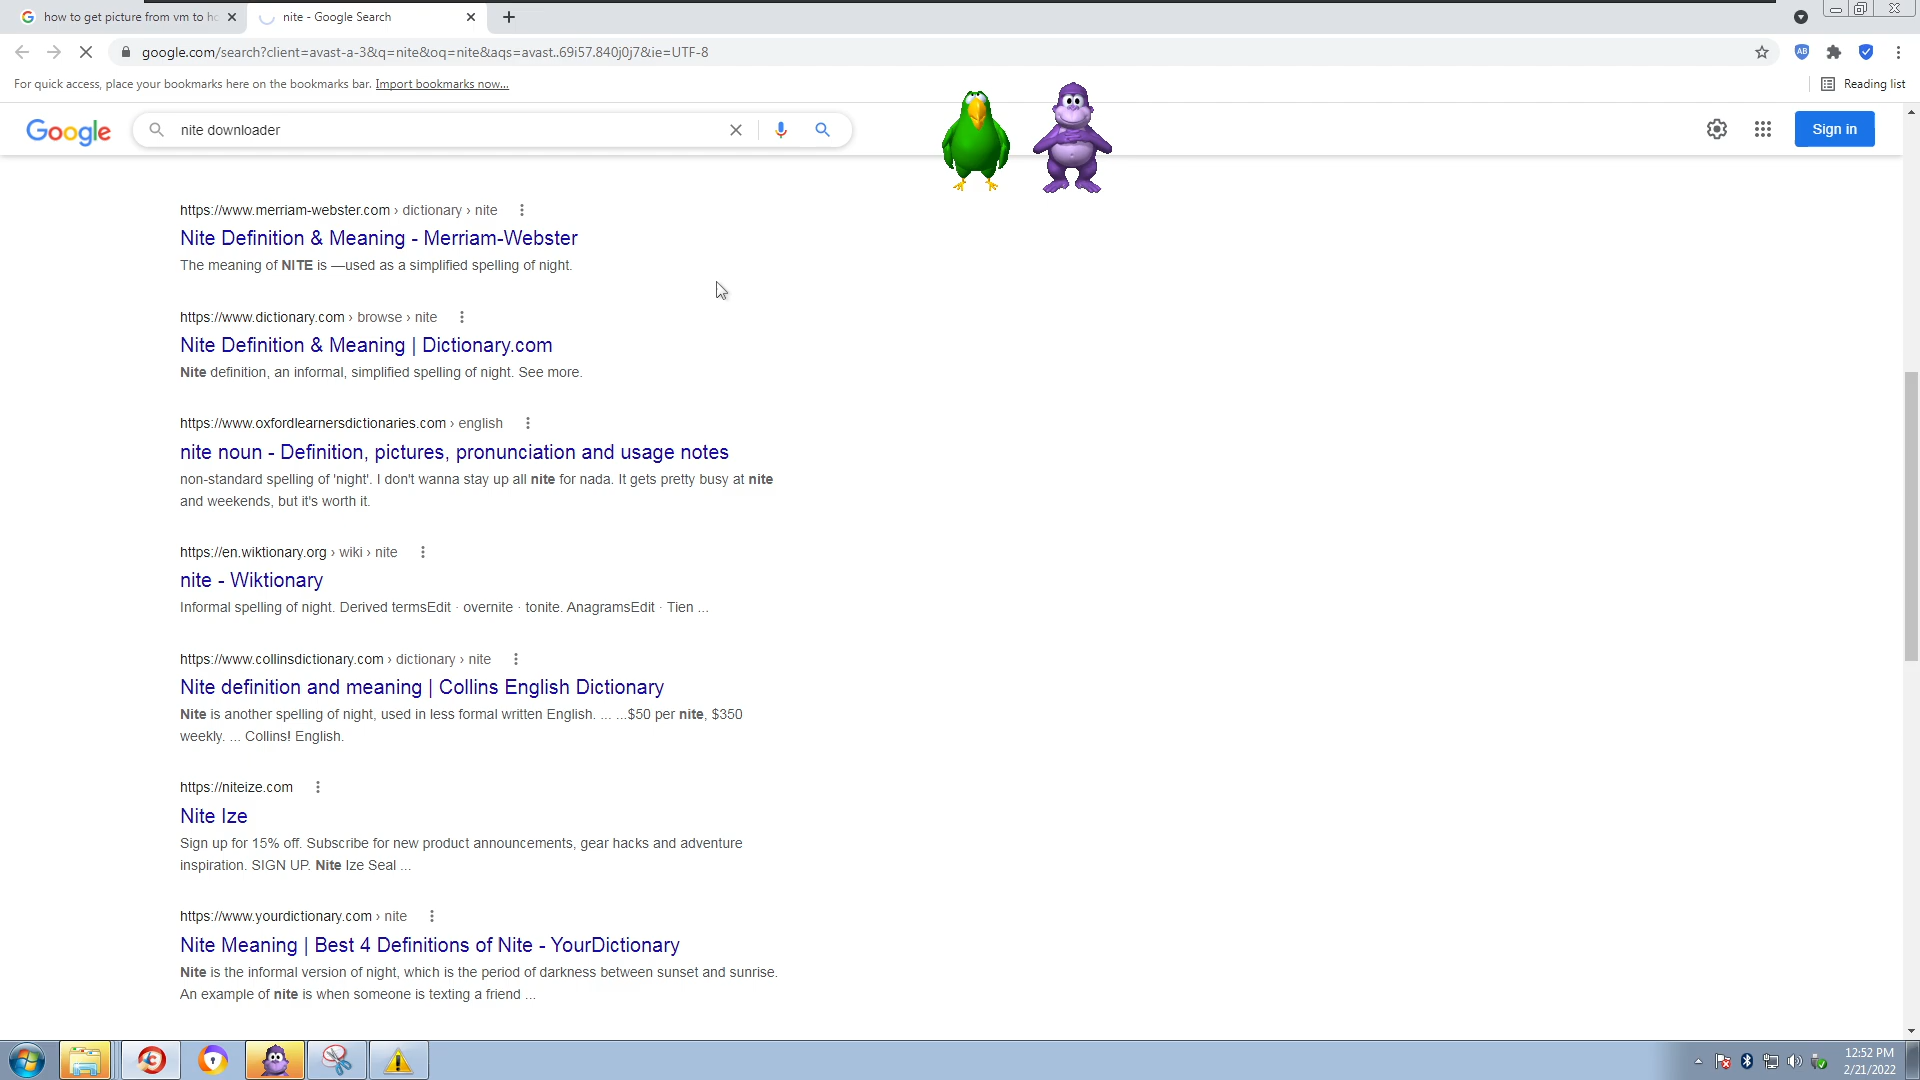 how to get picture from vm to ho
nite - Google Search
google.com/search?client=avast-a-3&q=nite&oq=nite&aqs=avast..69i57.840j0j7&ie=UTF-8
For quick access, place your bookmarks here on the bookmarks bar. Import bookmarks now...
Reading list
Google
nite downloader
Sign in
https://www.merriam-webster.com › dictionary › nite
Nite Definition & Meaning - Merriam-Webster
The meaning of NITE is —used as a simplified spelling of night.
https://www.dictionary.com › browse › nite
Nite Definition & Meaning | Dictionary.com
Nite definition, an informal, simplified spelling of night. See more.
https://www.oxfordlearnersdictionaries.com › english
nite noun - Definition, pictures, pronunciation and usage notes
non-standard spelling of 'night'. I don't wanna stay up all nite for nada. It gets pretty busy at nite
and weekends, but it's worth it.
https://en.wiktionary.org › wiki › nite
nite - Wiktionary
Informal spelling of night. Derived termsEdit · overnite · tonite. AnagramsEdit · Tien ...
https://www.collinsdictionary.com › dictionary › nite
Nite definition and meaning | Collins English Dictionary
Nite is another spelling of night, used in less formal written English. ... ...$50 per nite, $350
weekly. ... Collins! English.
https://niteize.com
Nite Ize
Sign up for 15% off. Subscribe for new product announcements, gear hacks and adventure
inspiration. SIGN UP. Nite Ize Seal ...
https://www.yourdictionary.com › nite
Nite Meaning | Best 4 Definitions of Nite - YourDictionary
Nite is the informal version of night, which is the period of darkness between sunset and sunrise.
An example of nite is when someone is texting a friend ...
12:52 PM
2/21/2022